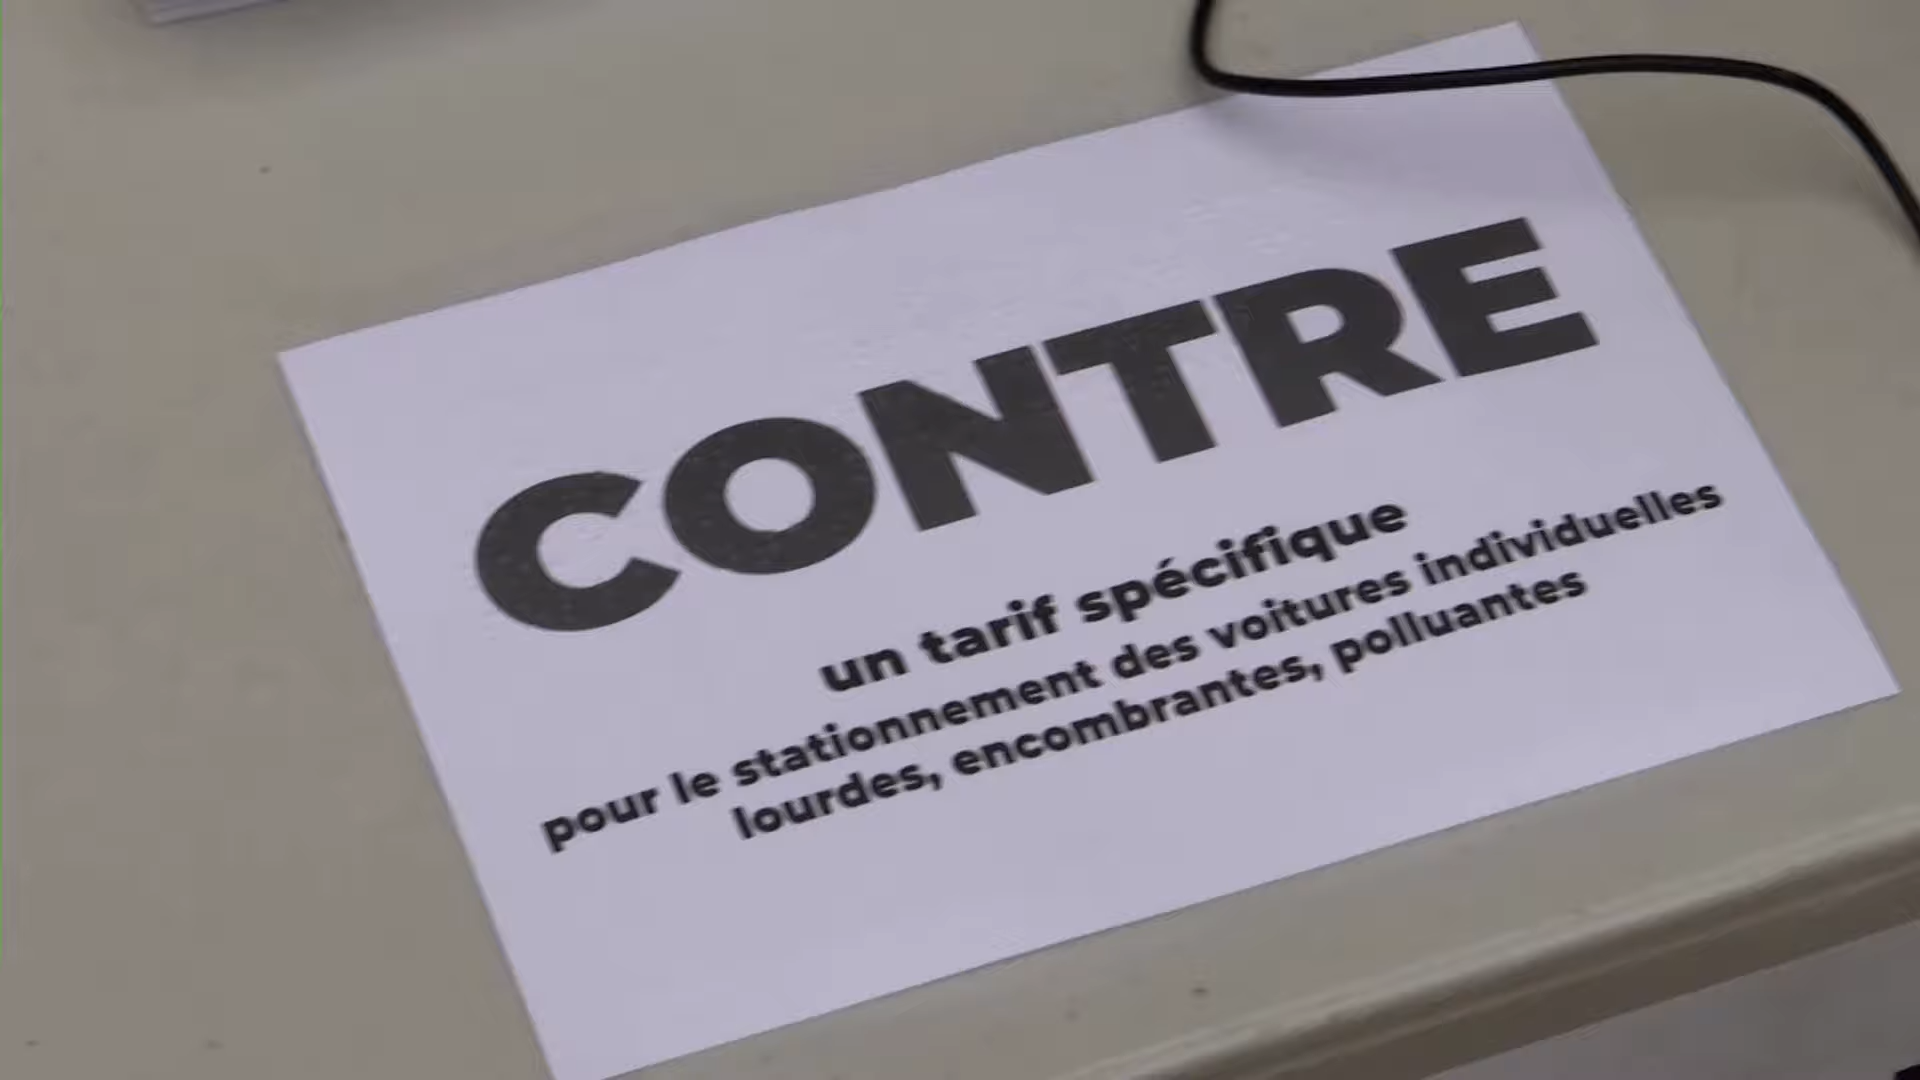 CONTRE
un tarif spécifique
pour le stationnement des voitures individuelles
lourdes, encombrantes, polluantes